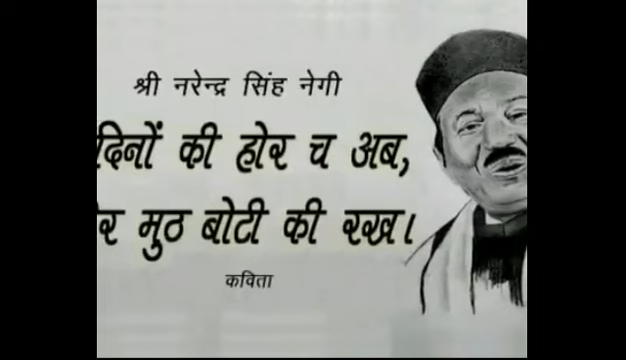 श्री नरेन्द्र सिंह नेगी
दिनों की होर च अब,
मुठ बोटी की रख।
कविता